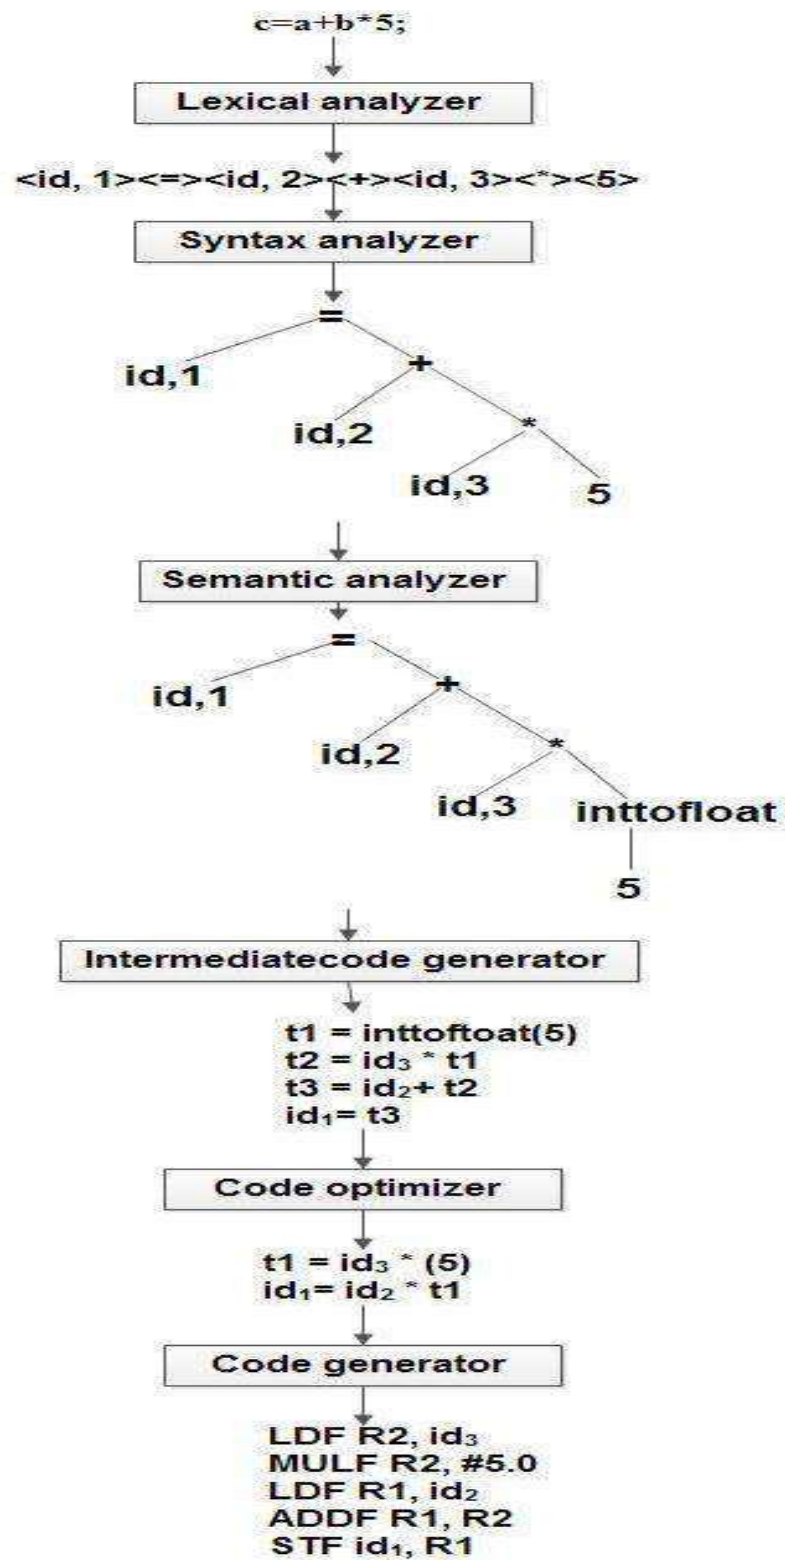 c=a+b*5;
Lexical analyzer
<id, 1><=><id, 2><+><id, 3><*><5>
Syntax analyzer
=
id,1
+
id,2
*
id,3
5
Semantic analyzer
=
id,1
+
id,2
*
id,3
inttofloat
5
Intermediatecode generator
t1 = inttoftoat(5)
t2 = id₃ * t1
t3 = id₂+ t2
id₁= t3
Code optimizer
t1 = id₃ * (5)
id₁= id₂ * t1
Code generator
LDF R2, id₃
MULF R2, #5.0
LDF R1, id₂
ADDF R1, R2
STF id₁, R1